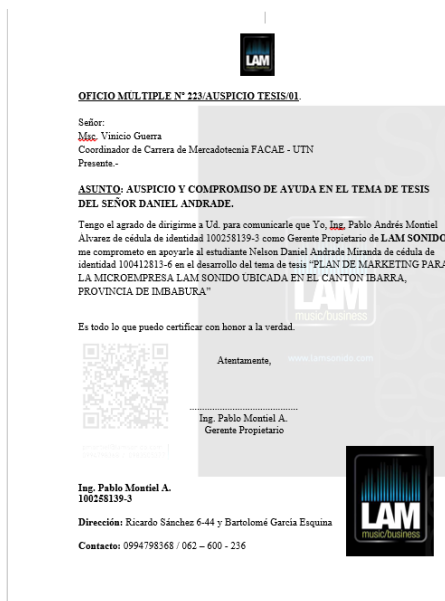 LAM
OFICIO MÚLTIPLE Nº 223/AUSPICIO TESIS/01.
Señor:
Msc. Vinicio Guerra
Coordinador de Carrera de Mercadotecnia FACAE - UTN
Presente.-
ASUNTO: AUSPICIO Y COMPROMISO DE AYUDA EN EL TEMA DE TESIS
DEL SEÑOR DANIEL ANDRADE.
Tengo el agrado de dirigirme a Ud. para comunicarle que Yo, Ing. Pablo Andrés Montiel
Alvarez de cédula de identidad 100258139-3 como Gerente Propietario de LAM SONIDO
me comprometo en apoyarle al estudiante Nelson Daniel Andrade Miranda de cédula de
identidad 100412813-6 en el desarrollo del tema de tesis “PLAN DE MARKETING PARA
LA MICROEMPRESA LAM SONIDO UBICADA EN EL CANTON IBARRA,
PROVINCIA DE IMBABURA”
LAM
music/business
Es todo lo que puedo certificar con honor a la verdad.
www.lamsonido.com
Atentamente,
Ing. Pablo Montiel A.
Gerente Propietario
Ing. Pablo Montiel A.
100258139-3
Dirección: Ricardo Sánchez 6-44 y Bartolomé García Esquina
Contacto: 0994798368 / 062 – 600 - 236
LAM
music/business